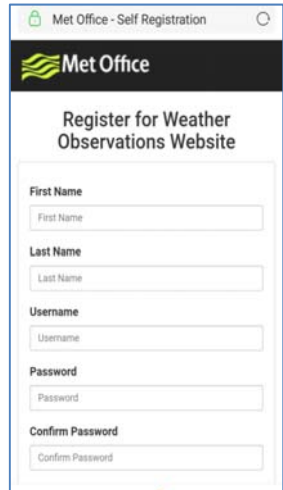 Met Office - Self Registration
Met Office
Register for Weather
Observations Website
First Name
First Name
Last Name
Last Name
Username
Username
Password
Password
Confirm Password
Confirm Password